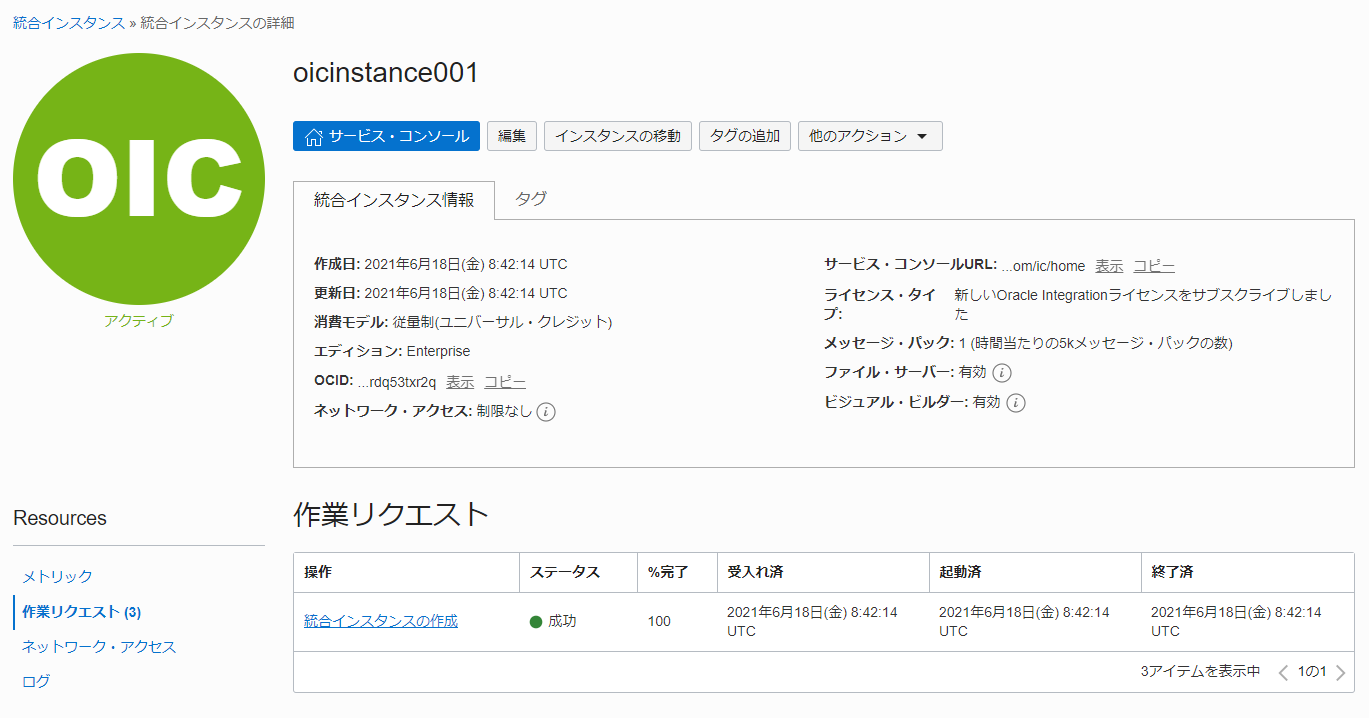 統合インスタンス » 統合インスタンスの詳細
OIC
アクティブ
oicinstance001
サービス・コンソール 編集 インスタンスの移動 タグの追加 他のアクション
統合インスタンス情報 タグ
作成日: 2021年6月18日(金) 8:42:14 UTC
更新日: 2021年6月18日(金) 8:42:14 UTC
消費モデル: 従量制(ユニバーサル・クレジット)
エディション: Enterprise
OCID: ...rdq53txr2q 表示 コピー
ネットワーク・アクセス: 制限なし i
サービス・コンソールURL: ...om/ic/home 表示 コピー
ライセンス・タイ 新しいOracle Integrationライセンスをサブスクライブしまし
プ: た
メッセージ・パック: 1 (時間当たりの5kメッセージ・パックの数)
ファイル・サーバー: 有効 i
ビジュアル・ビルダー: 有効 i
Resources
メトリック
作業リクエスト (3)
ネットワーク・アクセス
ログ
作業リクエスト
操作 ステータス %完了 受入れ済 起動済 終了済
統合インスタンスの作成 成功 100 2021年6月18日(金) 8:42:14 2021年6月18日(金) 8:42:14 2021年6月18日(金) 8:42:14
UTC UTC UTC
3アイテムを表示中 1の1